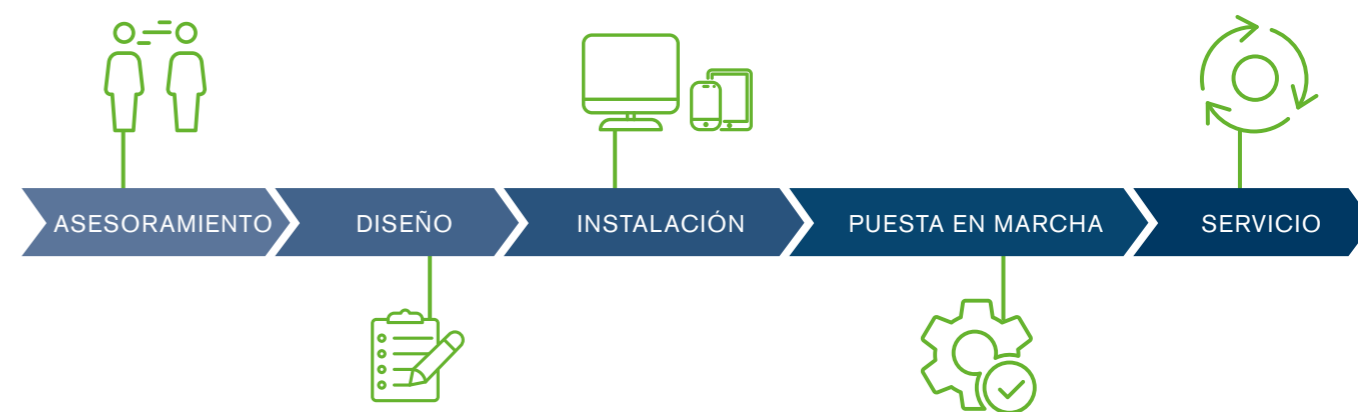 ASESORAMIENTO
DISEÑO
INSTALACIÓN
PUESTA EN MARCHA
SERVICIO